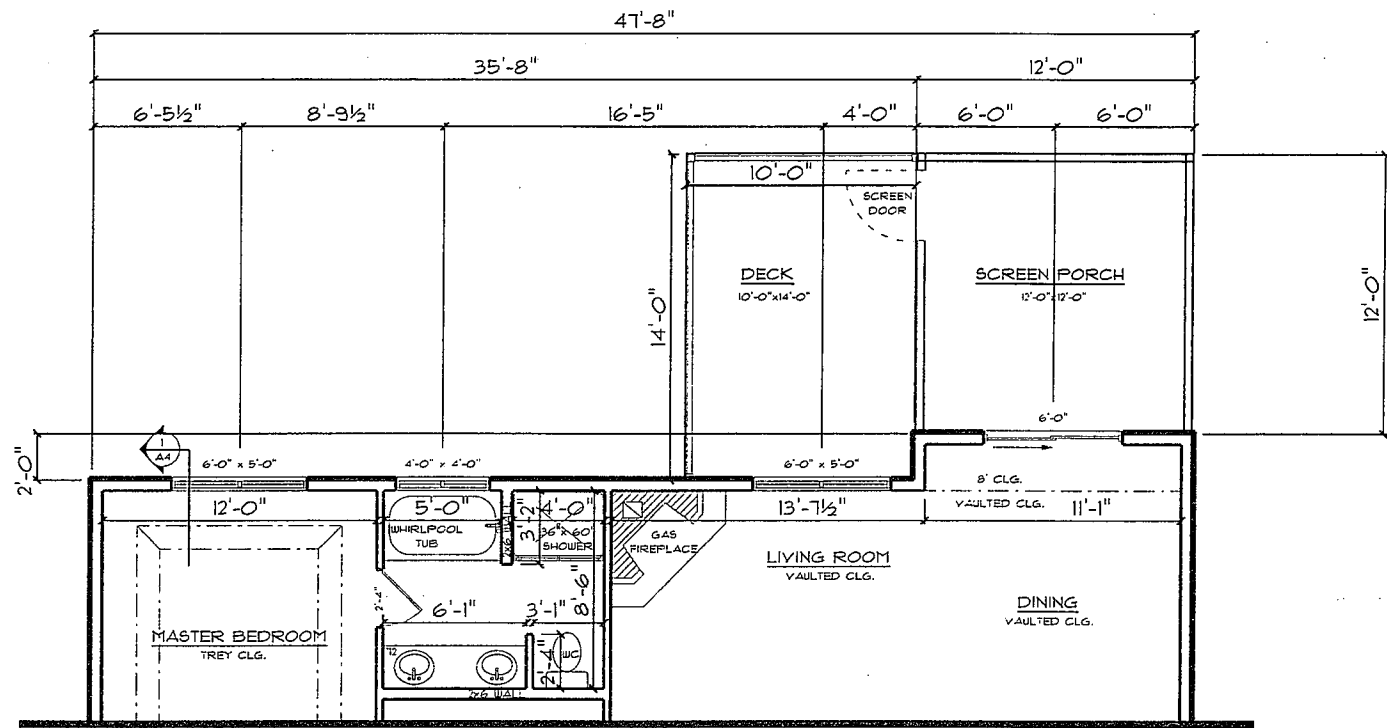 47'-8"
35'-8"
12'-0"
6'-5½"
8'-9½"
16'-5"
4'-0"
6'-0"
6'-0"
10'-0"
SCREEN
DOOR
DECK
10'-0"x14'-0"
SCREEN PORCH
12'-0"x12'-0"
14'-0"
12'-0"
2'-0"
1
A4
6'-0" x 5'-0"
4'-0" x 4'-0"
6'-0" x 5'-0"
6'-0"
8' CLG.
VAULTED CLG.
12'-0"
5'-0"
4'-0"
13'-7½"
11'-1"
WHIRLPOOL
TUB
2x6 WALL
3'-2"
36" x 60"
SHOWER
GAS
FIREPLACE
LIVING ROOM
VAULTED CLG.
DINING
VAULTED CLG.
2'-4"
6'-1"
3'-1"
8'-6"
MASTER BEDROOM
TREY CLG.
72
2'-4"
WC
2x6 WALL